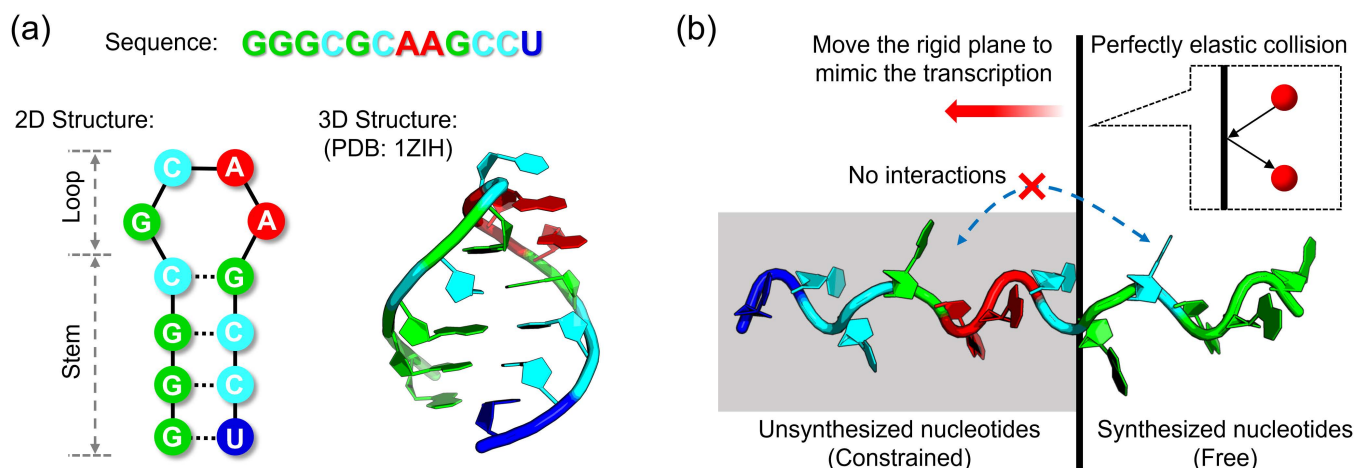 (a)
Sequence: GGGCGCAAGCCU
2D Structure:
3D Structure:
(PDB: 1ZIH)
Loop
Stem
C A
G A
C G
G C
G C
G U
(b)
Move the rigid plane to
mimic the transcription
Perfectly elastic collision
No interactions
Unsynthesized nucleotides
(Constrained)
Synthesized nucleotides
(Free)